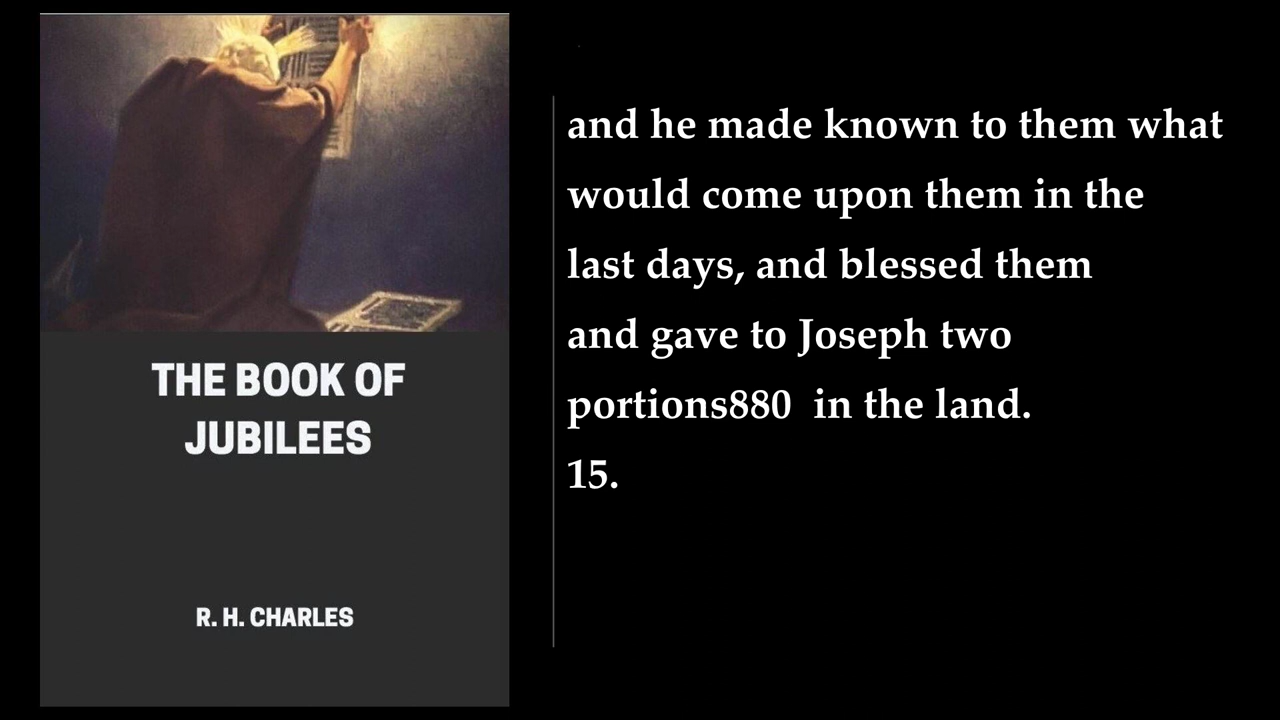 THE BOOK OF
JUBILEES
R. H. CHARLES
and he made known to them what
would come upon them in the
last days, and blessed them
and gave to Joseph two
portions880  in the land.
15.